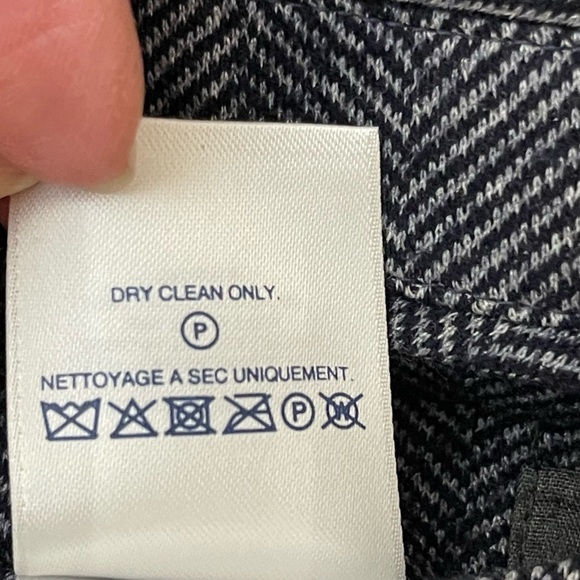 DRY CLEAN ONLY.
P
NETTOYAGE A SEC UNIQUEMENT.
P W